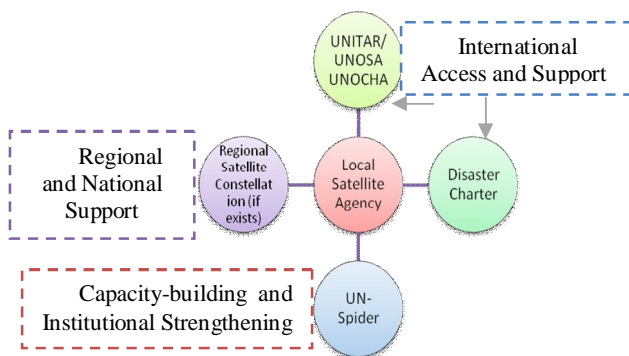 UNITAR/
UNOSA
UNOCHA
International
Access and Support
Regional
and National
Support
Regional
Satellite
Constellat
ion (if
exists)
Local
Satellite
Agency
Disaster
Charter
Capacity-building and
Institutional Strengthening
UN-
Spider